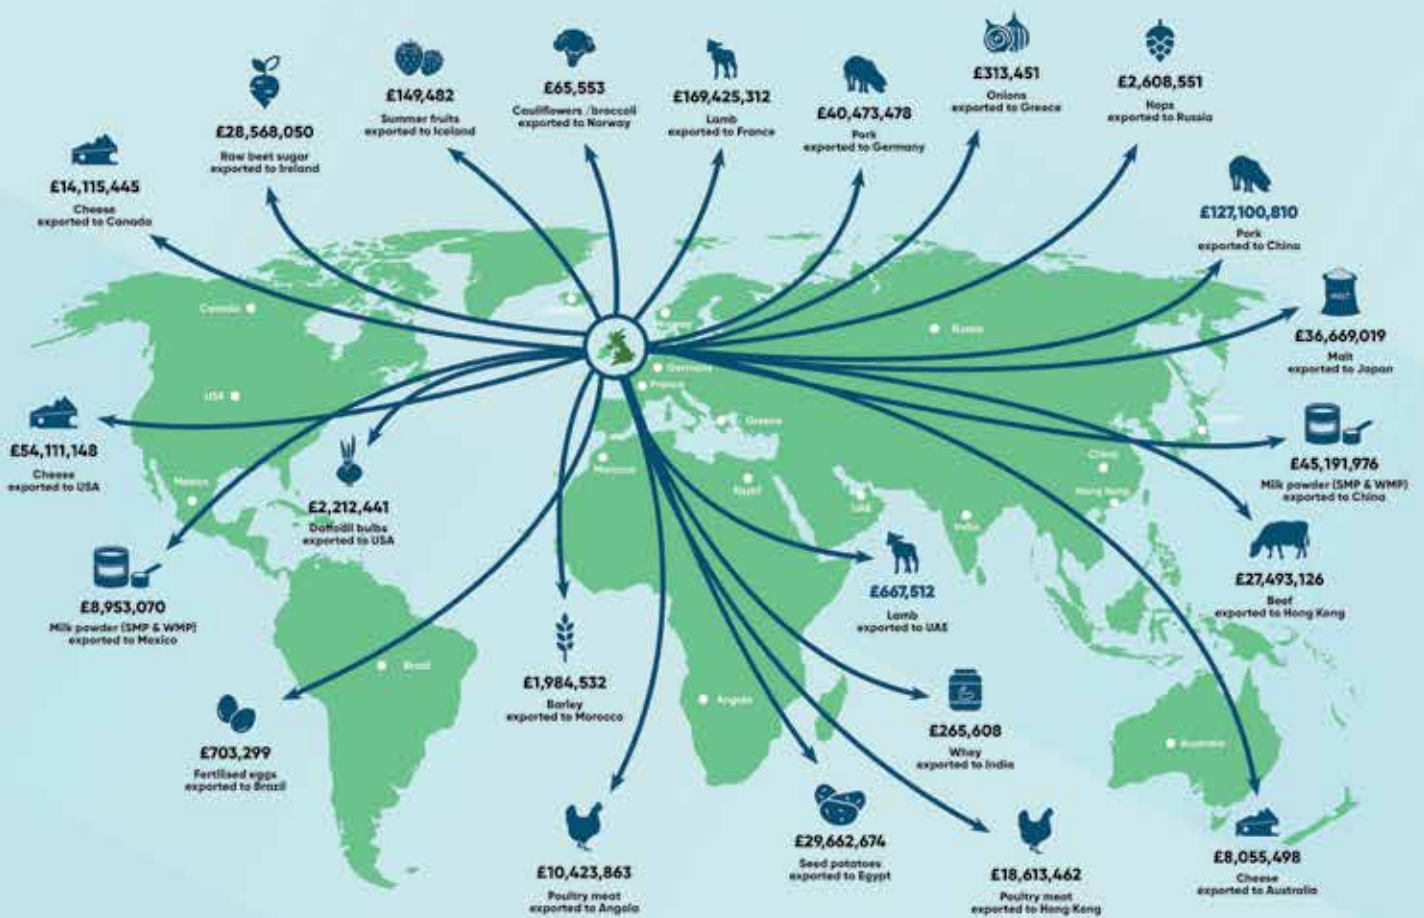 £313,451
Onions
exported to Greece
£2,608,551
Hops
exported to Russia
£65,553
Cauliflowers /broccoli
exported to Norway
£149,482
Summer fruits
exported to Iceland
£169,425,312
Lamb
exported to France
£40,473,478
Pork
exported to Germany
£28,568,050
Raw beet sugar
exported to Ireland
£14,115,445
Cheese
exported to Canada
£127,100,810
Pork
exported to China
MALT
£36,669,019
Malt
exported to Japan
Canada
Russia
Germany
France
USA
Greece
£54,111,148
Cheese
exported to USA
Morocco
China
£45,191,976
Milk powder (SMP & WMP)
exported to China
Mexico
Hong Kong
UAE
India
£2,212,441
Daffodil bulbs
exported to USA
£8,953,070
Milk powder (SMP & WMP)
exported to Mexico
£667,512
Lamb
exported to UAE
£27,493,126
Beef
exported to Hong Kong
Brazil
£1,984,532
Barley
exported to Morocco
Angola
£265,608
Whey
exported to India
Australia
£703,299
Fertilised eggs
exported to Brazil
£10,423,863
Poultry meat
exported to Angola
£29,662,674
Seed potatoes
exported to Egypt
£18,613,462
Poultry meat
exported to Hong Kong
£8,055,498
Cheese
exported to Australia